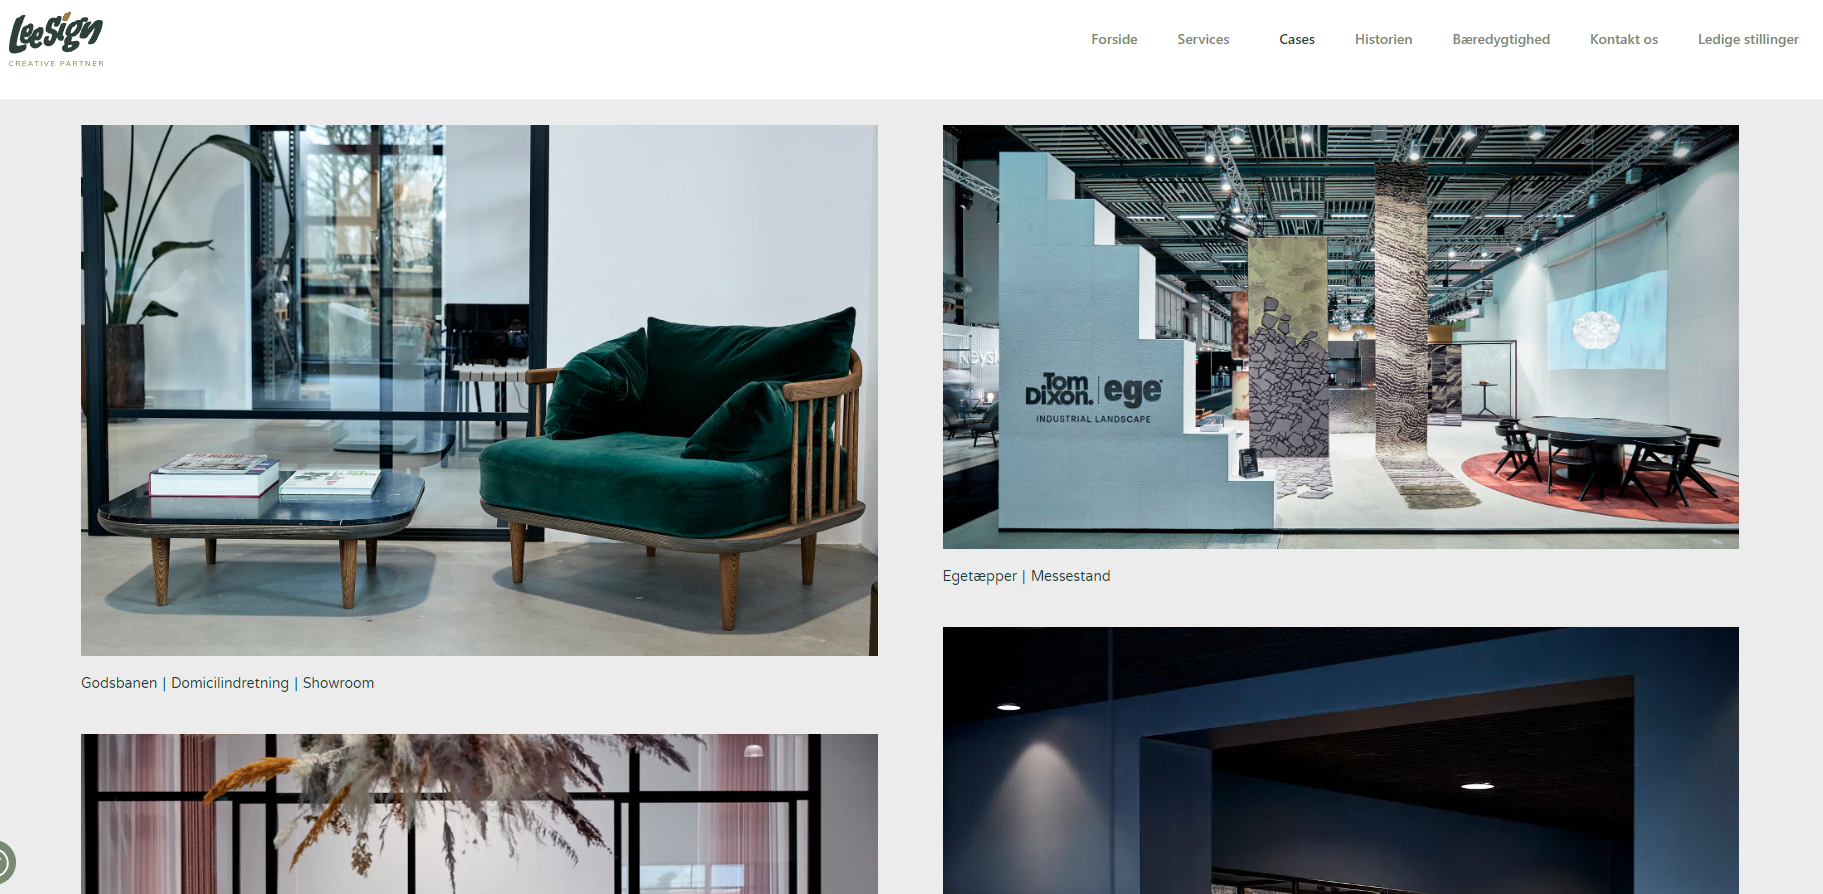 LeeSign
CREATIVE PARTNER
Forside
Services
Cases
Historien
Bæredygtighed
Kontakt os
Ledige stillinger
Tom
Dixon. | ege
INDUSTRIAL LANDSCAPE
Egetæpper | Messestand
Godsbanen | Domicilindretning | Showroom